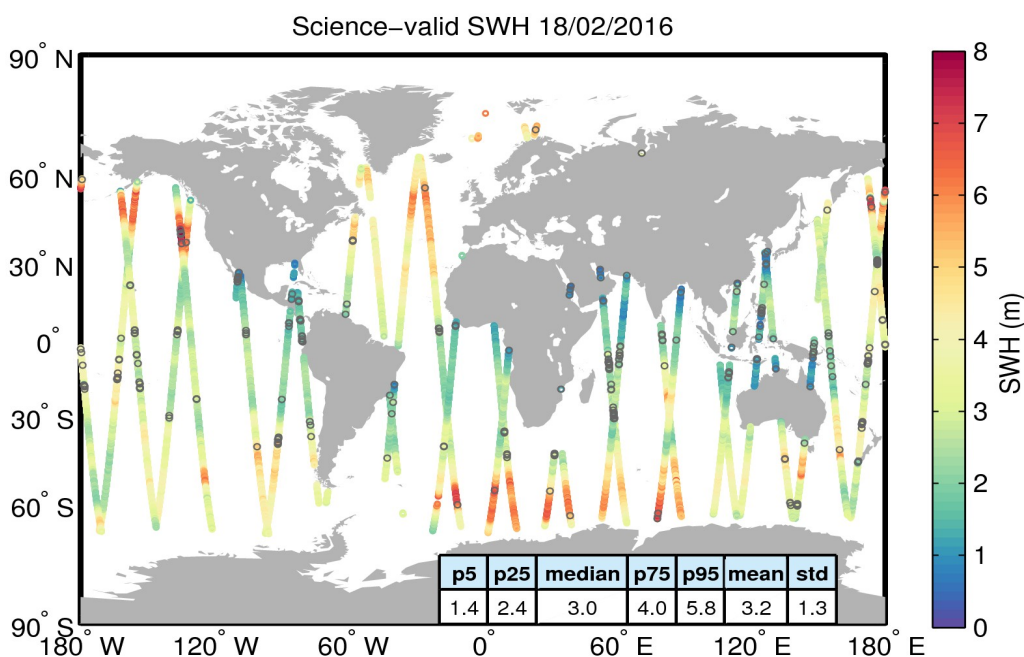 Science−valid SWH 18/02/2016
90° N
60° N
30° N
0°
30° S
60° S
90° S
180° W
120° W
60° W
0°
60° E
120° E
180° E
p5 p25 median p75 p95 mean std
1.4 2.4 3.0 4.0 5.8 3.2 1.3
8
7
6
5
4
3
2
1
0
SWH (m)